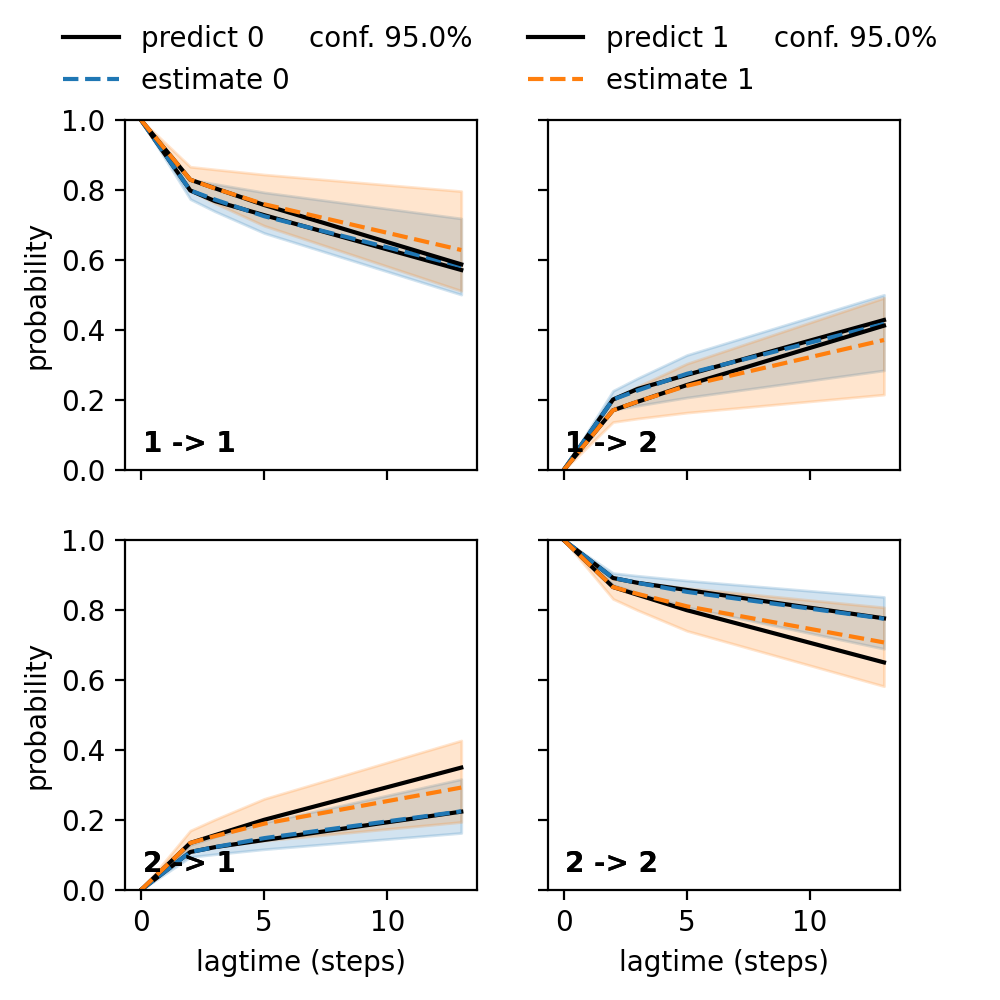 predict 0 conf. 95.0% predict 1 conf. 95.0%
estimate 0 estimate 1
1.0
0.8
0.6
0.4
0.2
0.0
probability
1 -> 1
1 -> 2
1.0
0.8
0.6
0.4
0.2
0.0
probability
2 -> 1
2 -> 2
0 5 10 0 5 10
lagtime (steps) lagtime (steps)